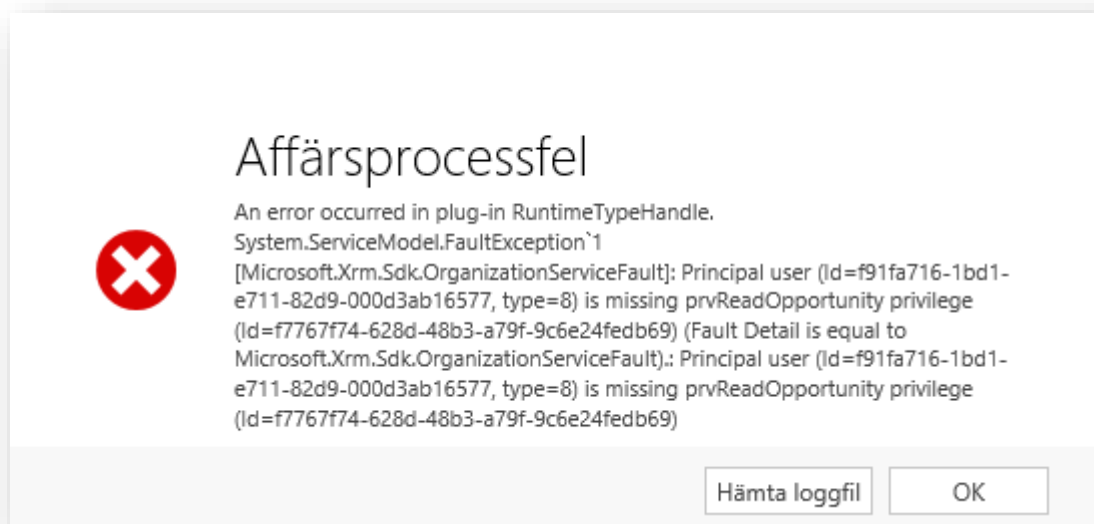 Affärsprocessfel
An error occurred in plug-in RuntimeTypeHandle.
System.ServiceModel.FaultException`1
[Microsoft.Xrm.Sdk.OrganizationServiceFault]: Principal user (Id=f91fa716-1bd1-
e711-82d9-000d3ab16577, type=8) is missing prvReadOpportunity privilege
(Id=f7767f74-628d-48b3-a79f-9c6e24fedb69) (Fault Detail is equal to
Microsoft.Xrm.Sdk.OrganizationServiceFault).: Principal user (Id=f91fa716-1bd1-
e711-82d9-000d3ab16577, type=8) is missing prvReadOpportunity privilege
(Id=f7767f74-628d-48b3-a79f-9c6e24fedb69)
Hämta loggfil
OK